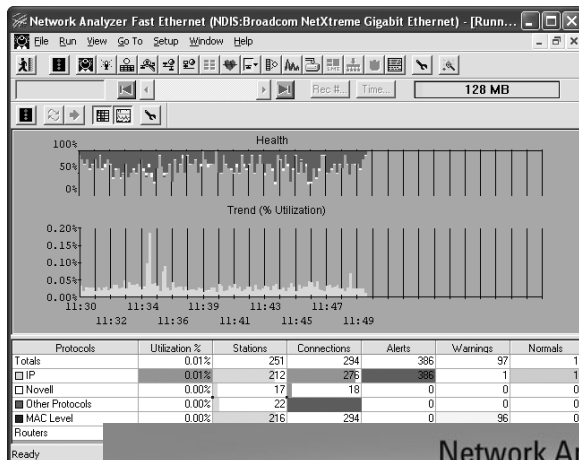 Network Analyzer Fast Ethernet (NDIS:Broadcom NetXtreme Gigabit Ethernet) - [Runn...
File Run View Go To Setup Window Help
Rec #... Time... 128 MB
Health
100%
50%
0%
Trend (% Utilization)
0.20%
0.15%
0.10%
0.05%
0.00%
11:30 11:34 11:39 11:43 11:47
11:32 11:36 11:41 11:45 11:49
Protocols Utilization % Stations Connections Alerts Warnings Normals
Totals 0.01% 251 294 386 97 1
IP 0.01% 212 276 386 1 1
Novell 0.00% 17 18 0 0 0
Other Protocols 0.00% 22 0 0 0
MAC Level 0.00% 216 294 0 96 0
Routers
Ready
Network An